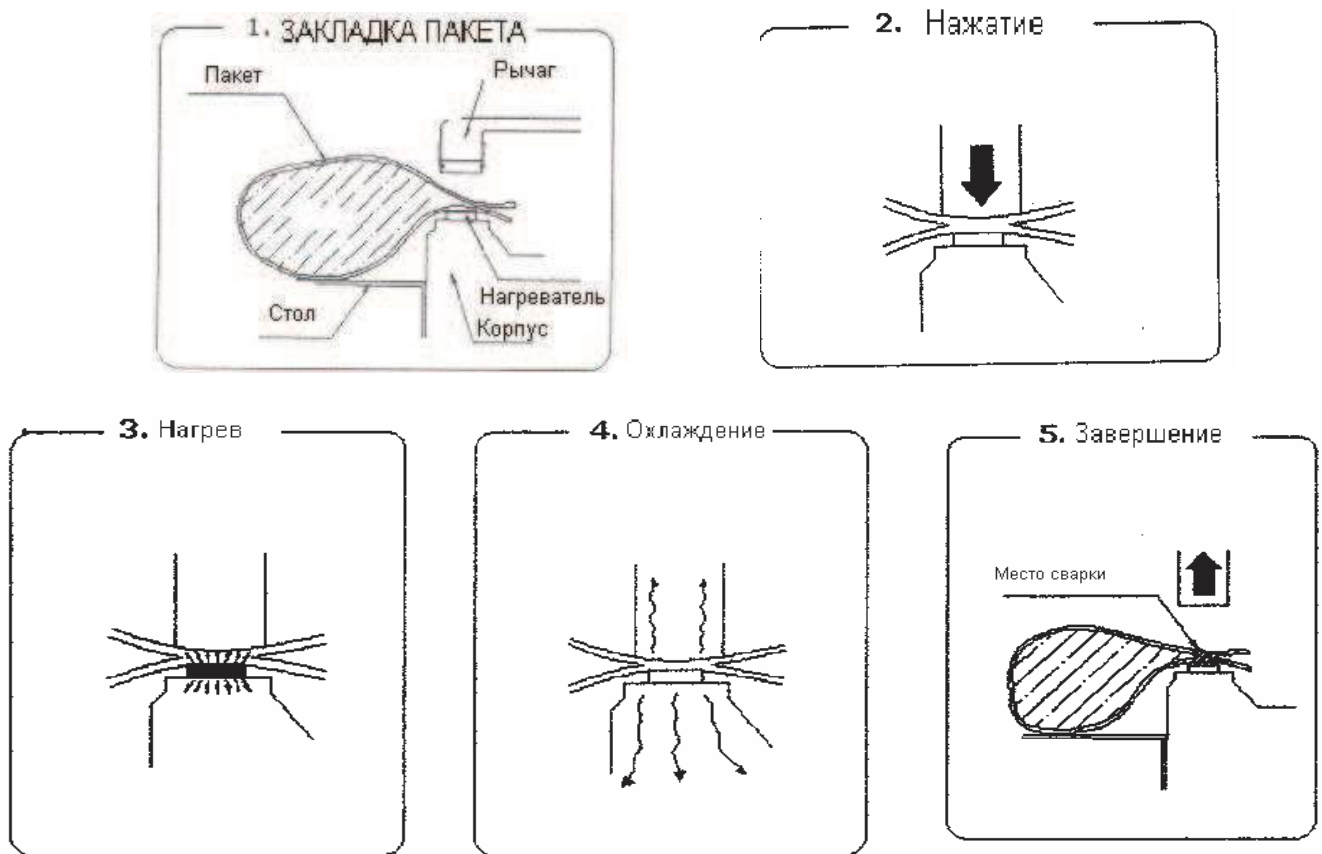 1. ЗАКЛАДКА ПАКЕТА
Пакет
Рычаг
Нагреватель
Стол
Корпус
2. Нажатие
3. Нагрев
4. Охлаждение
5. Завершение
Место сварки